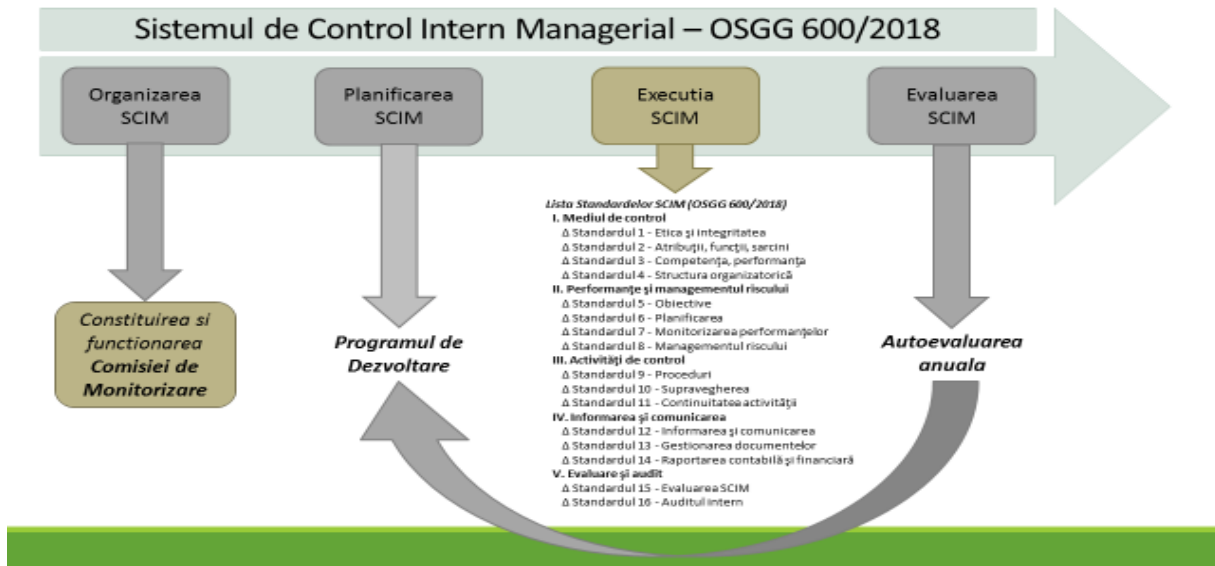 Sistemul de Control Intern Managerial – OSGG 600/2018
Organizarea
SCIM
Planificarea
SCIM
Executia
SCIM
Evaluarea
SCIM
Constituirea si
functionarea
Comisiei de
Monitorizare
Programul de
Dezvoltare
Lista Standardelor SCIM (OSGG 600/2018)
I. Mediul de control
Δ Standardul 1 - Etica și integritatea
Δ Standardul 2 - Atribuții, funcții, sarcini
Δ Standardul 3 - Competența, performanța
Δ Standardul 4 - Structura organizatorică
II. Performanțe și managementul riscului
Δ Standardul 5 - Obiective
Δ Standardul 6 - Planificarea
Δ Standardul 7 - Monitorizarea performanțelor
Δ Standardul 8 - Managementul riscului
III. Activități de control
Δ Standardul 9 - Proceduri
Δ Standardul 10 - Supravegherea
Δ Standardul 11 - Continuitatea activității
IV. Informarea și comunicarea
Δ Standardul 12 - Informarea și comunicarea
Δ Standardul 13 - Gestionarea documentelor
Δ Standardul 14 - Raportarea contabilă și financiară
V. Evaluare și audit
Δ Standardul 15 - Evaluarea SCIM
Δ Standardul 16 - Auditul intern
Autoevaluarea
anuala